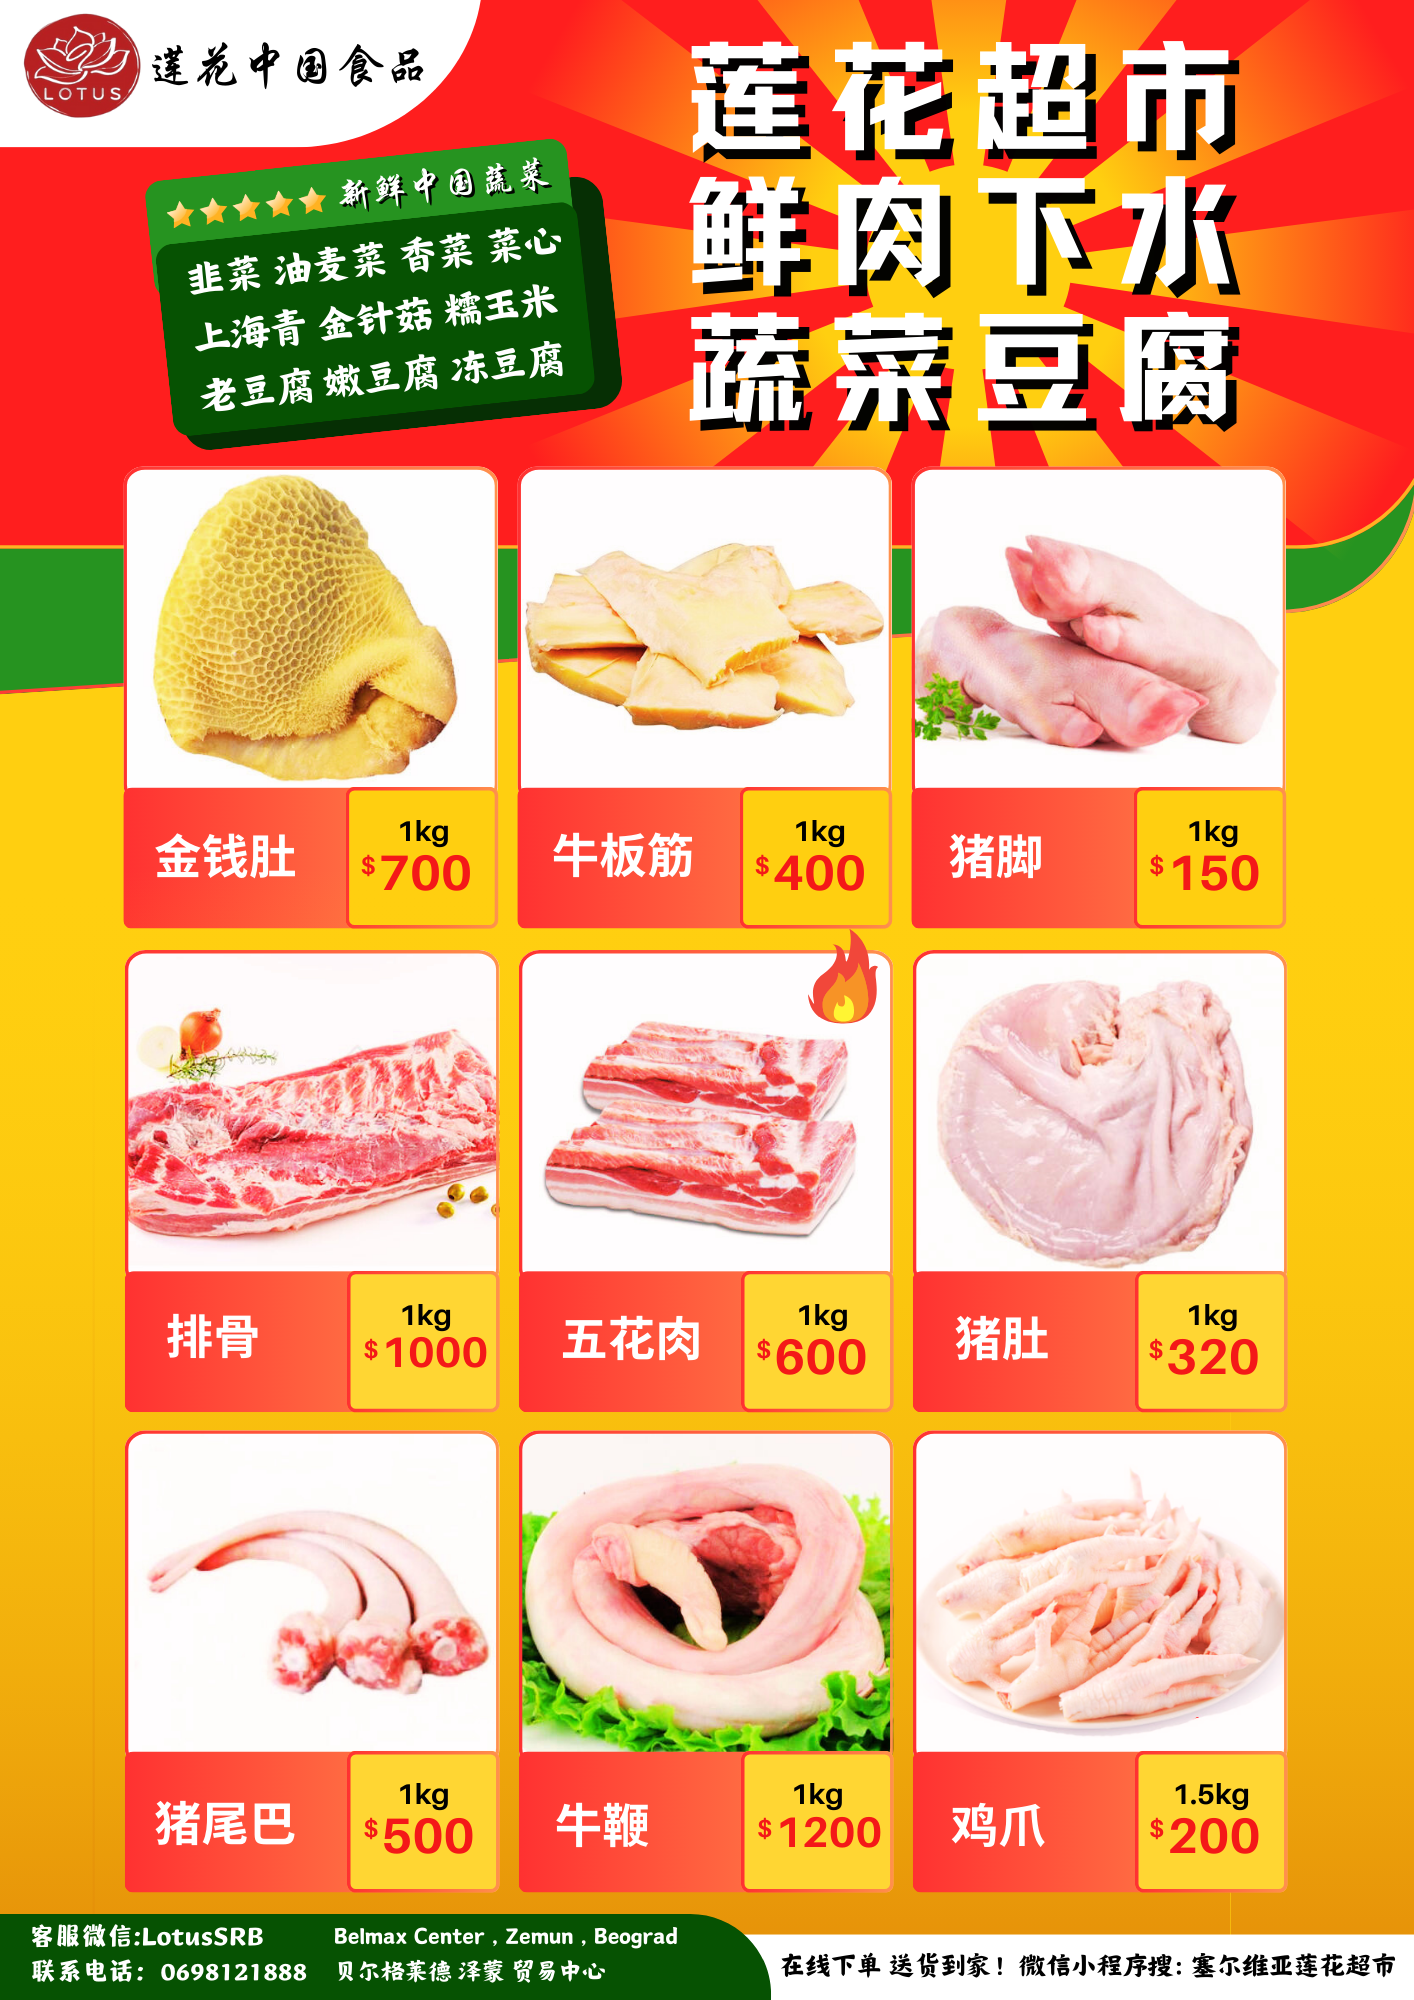 LOTUS
莲花中国食品
莲花超市
鲜肉下水
蔬菜豆腐
新鲜中国蔬菜
韭菜 油麦菜 香菜 菜心
上海青 金针菇 糯玉米
老豆腐 嫩豆腐 冻豆腐
金钱肚
1kg
$700
牛板筋
1kg
$400
猪脚
1kg
$150
排骨
1kg
$1000
五花肉
1kg
$600
猪肚
1kg
$320
猪尾巴
1kg
$500
牛鞭
1kg
$1200
鸡爪
1.5kg
$200
客服微信:LotusSRB
联系电话：0698121888
Belmax Center , Zemun , Beograd
贝尔格莱德 泽蒙 贸易中心
在线下单 送货到家！微信小程序搜：塞尔维亚莲花超市